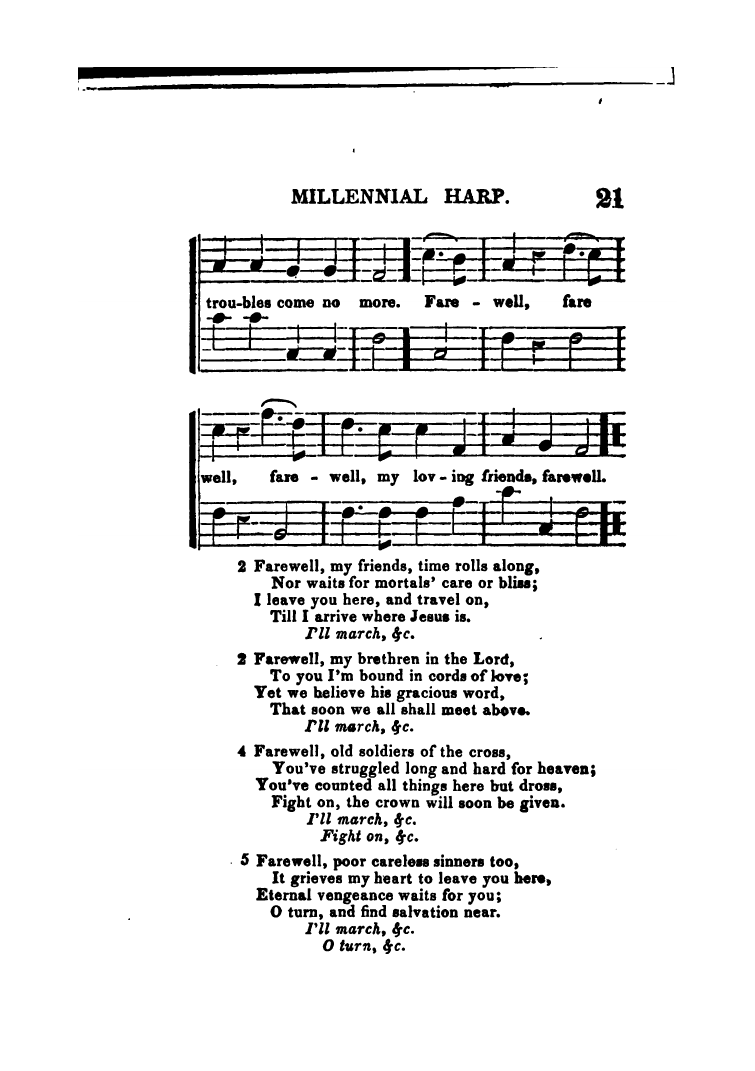 MILLENNIAL HARP. 21
trou-bles come no more. Fare - well, fare
well, fare - well, my lov - ing friends, farewell.
2 Farewell, my friends, time rolls along,
Nor waits for mortals' care or bliss;
I leave you here, and travel on,
Till I arrive where Jesus is.
I'll march, &c.
2 Farewell, my brethren in the Lord,
To you I'm bound in cords of love;
Yet we believe his gracious word,
That soon we all shall meet above.
I'll march, &c.
4 Farewell, old soldiers of the cross,
You've struggled long and hard for heaven;
You've counted all things here but dross,
Fight on, the crown will soon be given.
I'll march, &c.
Fight on, &c.
5 Farewell, poor careless sinners too,
It grieves my heart to leave you here,
Eternal vengeance waits for you;
O turn, and find salvation near.
I'll march, &c.
O turn, &c.